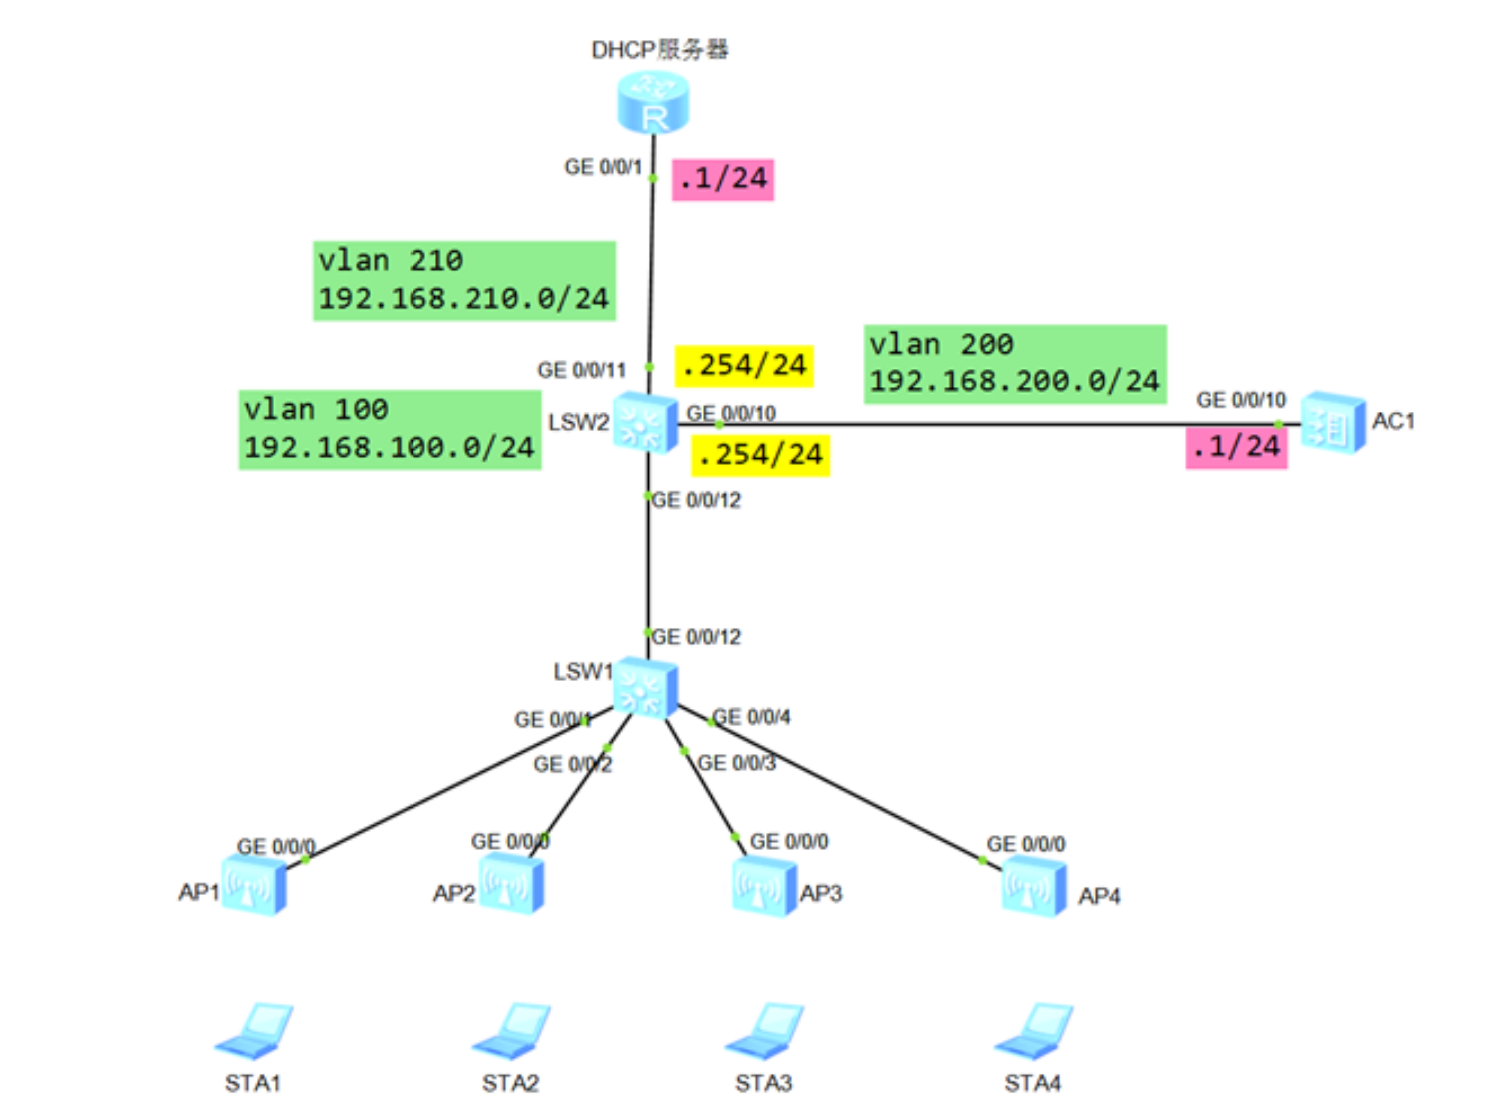 DHCP服务器
R
GE 0/0/1
.1/24
vlan 210
192.168.210.0/24
GE 0/0/11
.254/24
vlan 200
192.168.200.0/24
vlan 100
192.168.100.0/24
LSW2
GE 0/0/10
GE 0/0/10
AC1
.254/24
.1/24
GE 0/0/12
GE 0/0/12
LSW1
GE 0/0/1
GE 0/0/4
GE 0/0/2
GE 0/0/3
GE 0/0/0
GE 0/0/0
GE 0/0/0
GE 0/0/0
AP1
AP2
AP3
AP4
STA1
STA2
STA3
STA4